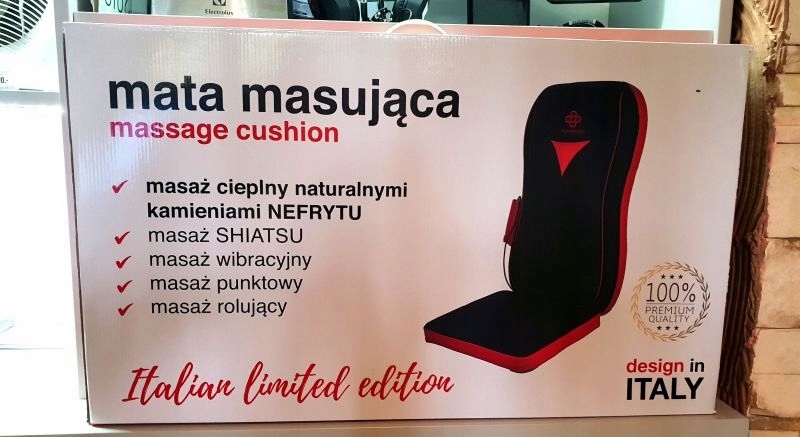 Electrolux
mata masująca
massage cushion
✓ masaż cieplny naturalnymi
kamieniami NEFRYTU
✓ masaż SHIATSU
✓ masaż wibracyjny
✓ masaż punktowy
✓ masaż rolujący
100%
PREMIUM
QUALITY
Italian limited edition
design in
ITALY